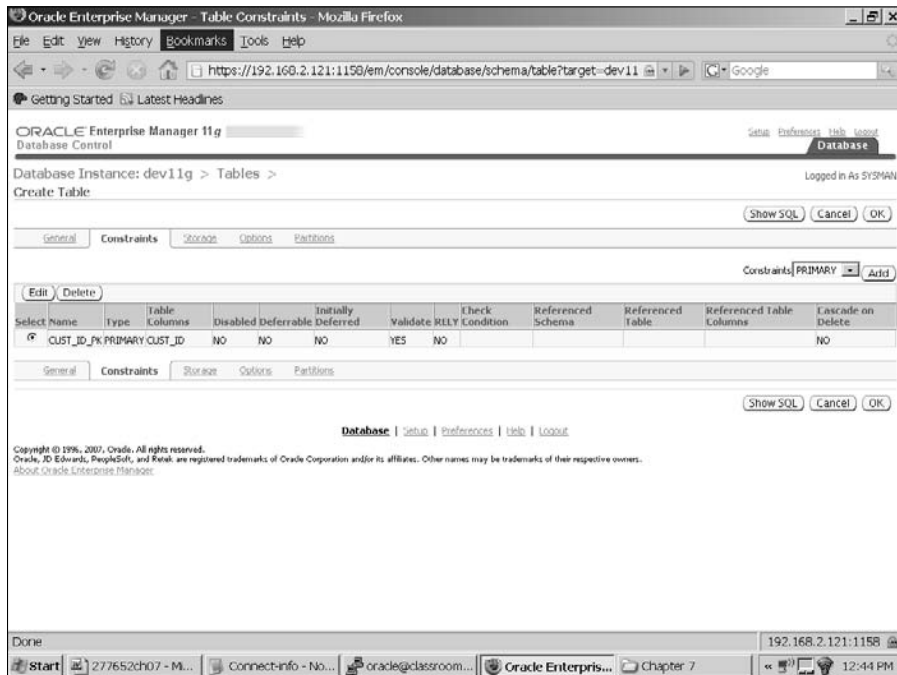 Oracle Enterprise Manager - Table Constraints - Mozilla Firefox
File Edit View History Bookmarks Tools Help
https://192.168.2.121:1158/em/console/database/schema/table?target=dev11
Google
Getting Started Latest Headlines
ORACLE Enterprise Manager 11g
Database Control
Setup Preferences Help Logout
Database
Database Instance: dev11g > Tables >
Logged in As SYSMAN
Create Table
Show SQL Cancel OK
General Constraints Storage Options Partitions
Constraints PRIMARY Add
Edit Delete
Select Name Type Table Columns Disabled Deferrable Initially Deferred Validate RELY Check Condition Referenced Schema Referenced Table Referenced Table Columns Cascade on Delete
CUST_ID_PK PRIMARY CUST_ID NO NO NO YES NO NO
General Constraints Storage Options Partitions
Show SQL Cancel OK
Database | Setup | Preferences | Help | Logout
Copyright © 1996, 2007, Oracle. All rights reserved.
Oracle, JD Edwards, PeopleSoft, and Retek are registered trademarks of Oracle Corporation and/or its affiliates. Other names may be trademarks of their respective owners.
About Oracle Enterprise Manager
Done
192.168.2.121:1158
Start 277652ch07 - M... Connect-info - No... oracle@classroom... Oracle Enterpris... Chapter 7 12:44 PM